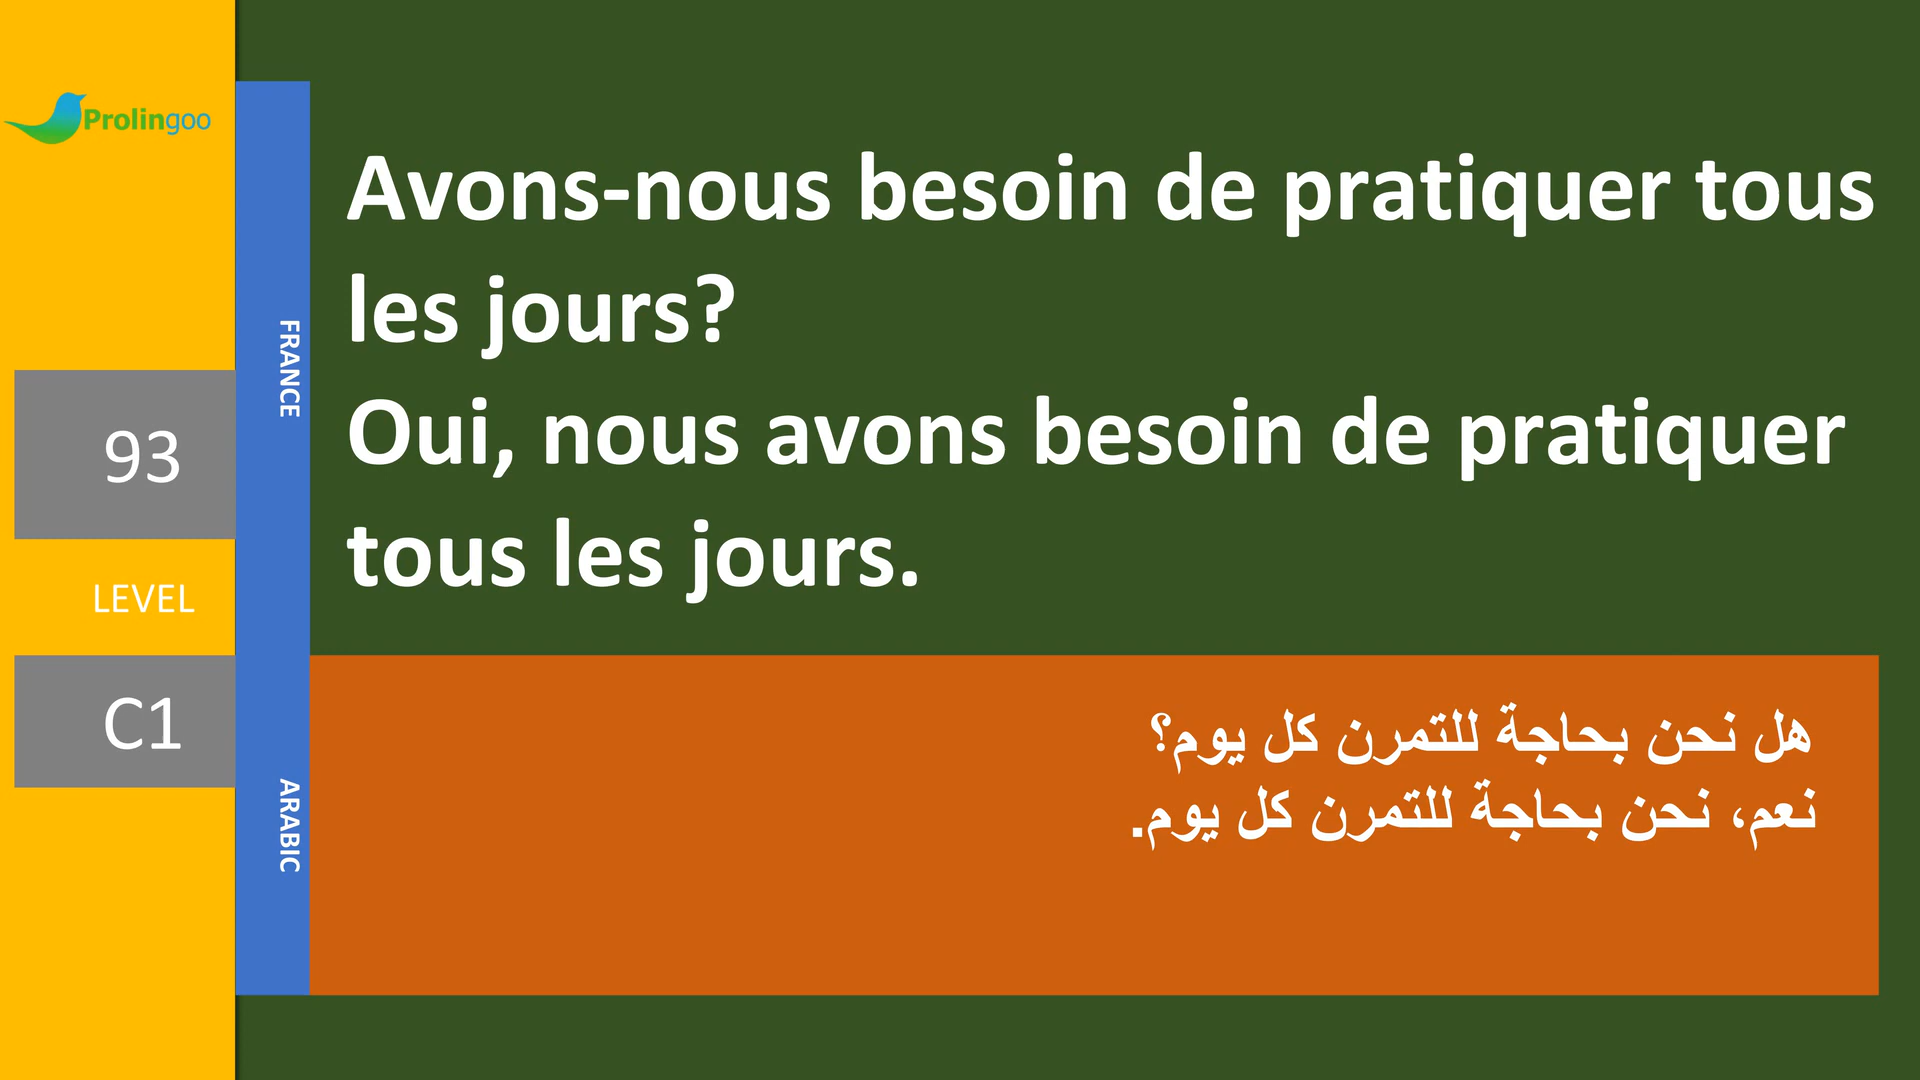 Prolingoo
93
LEVEL
C1
FRANCE
ARABIC
Avons-nous besoin de pratiquer tous
les jours?
Oui, nous avons besoin de pratiquer
tous les jours.
هل نحن بحاجة للتمرن كل يوم؟
نعم، نحن بحاجة للتمرن كل يوم.